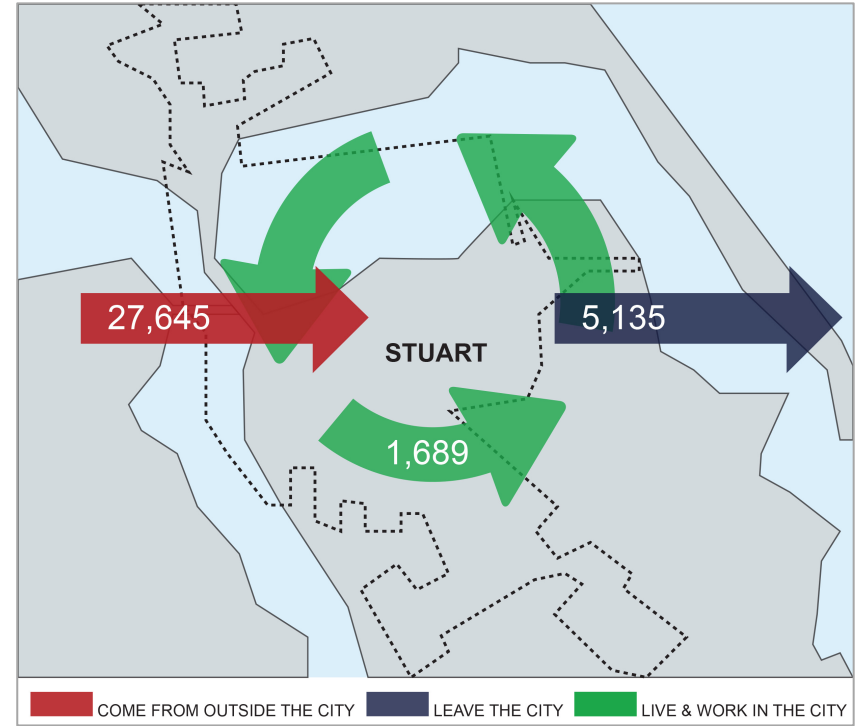 27,645
5,135
STUART
1,689
COME FROM OUTSIDE THE CITY
LEAVE THE CITY
LIVE & WORK IN THE CITY